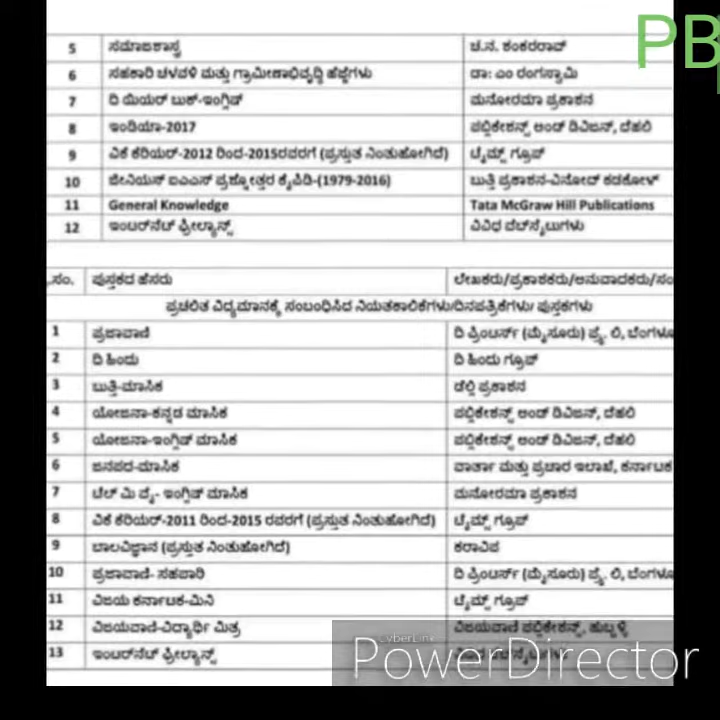 PB
5 ಸಮಾಜಶಾಸ್ತ್ರ ಚ.ನ. ಶಂಕರರಾವ್
6 ಸಹಕಾರಿ ಚಳವಳಿ ಮತ್ತು ಗ್ರಾಮೀಣಾಭಿವೃದ್ಧಿ ಹೆಜ್ಜೆಗಳು ಡಾ: ಎಂ ರಂಗಸ್ವಾಮಿ
7 ದಿ ಯಿಯರ್ ಬುಕ್-ಇಂಗ್ಲಿಷ್ ಮನೋರಮಾ ಪ್ರಕಾಶನ
8 ಇಂಡಿಯಾ-2017 ಪಬ್ಲಿಕೇಶನ್ಸ್ ಅಂಡ್ ಡಿವಿಜನ್, ದೆಹಲಿ
9 ವಿಕೆ ಕೆರಿಯರ್-2012 ರಿಂದ-2015ರವರಗೆ (ಪ್ರಸ್ತುತ ನಿಂತುಹೋಗಿದೆ) ಟೈಮ್ಸ್ ಗ್ರೂಪ್
10 ಜೀನಿಯಸ್ ಐಎಎಸ್ ಪ್ರಶ್ನೋತ್ತರ ಕೈಪಿಡಿ-(1979-2016) ಬುತ್ತಿ ಪ್ರಕಾಶನ-ವಿನೋದ್ ಕಡಕೋಳ್
11 General Knowledge Tata McGraw Hill Publications
12 ಇಂಟರ್‌ನೆಟ್ ಫ್ರೀಲ್ಯಾನ್ಸ್ ವಿವಿಧ ವೆಬ್‌ಸೈಟುಗಳು
.ಸಂ. ಪುಸ್ತಕದ ಹೆಸರು ಲೇಖಕರು/ಪ್ರಕಾಶಕರು/ಅನುವಾದಕರು/ಸಂ
ಪ್ರಚಲಿತ ವಿದ್ಯಮಾನಕ್ಕೆ ಸಂಬಂಧಿಸಿದ ನಿಯತಕಾಲಿಕೆಗಳು/ದಿನಪತ್ರಿಕೆಗಳು/ ಪುಸ್ತಕಗಳು
1 ಪ್ರಜಾವಾಣಿ ದಿ ಪ್ರಿಂಟರ್ಸ್ (ಮೈಸೂರು) ಪ್ರೈ. ಲಿ, ಬೆಂಗಳೂ
2 ದಿ ಹಿಂದು ದಿ ಹಿಂದು ಗ್ರೂಪ್
3 ಬುತ್ತಿ-ಮಾಸಿಕ ಡೆಲ್ಟಿ ಪ್ರಕಾಶನ
4 ಯೋಜನಾ-ಕನ್ನಡ ಮಾಸಿಕ ಪಬ್ಲಿಕೇಶನ್ಸ್ ಅಂಡ್ ಡಿವಿಜನ್, ದೆಹಲಿ
5 ಯೋಜನಾ-ಇಂಗ್ಲಿಷ್ ಮಾಸಿಕ ಪಬ್ಲಿಕೇಶನ್ಸ್ ಅಂಡ್ ಡಿವಿಜನ್, ದೆಹಲಿ
6 ಜನಪದ-ಮಾಸಿಕ ವಾರ್ತಾ ಮತ್ತು ಪ್ರಚಾರ ಇಲಾಖೆ, ಕರ್ನಾಟಕ
7 ಟೆಲ್ ಮಿ ವೈ- ಇಂಗ್ಲಿಷ್ ಮಾಸಿಕ ಮನೋರಮಾ ಪ್ರಕಾಶನ
8 ವಿಕೆ ಕೆರಿಯರ್-2011 ರಿಂದ-2015 ರವರಗೆ (ಪ್ರಸ್ತುತ ನಿಂತುಹೋಗಿದೆ) ಟೈಮ್ಸ್ ಗ್ರೂಪ್
9 ಬಾಲವಿಜ್ಞಾನ (ಪ್ರಸ್ತುತ ನಿಂತುಹೋಗಿದೆ) ಕರಾವಿಪ
10 ಪ್ರಜಾವಾಣಿ- ಸಹಪಾಠಿ ದಿ ಪ್ರಿಂಟರ್ಸ್ (ಮೈಸೂರು) ಪ್ರೈ. ಲಿ, ಬೆಂಗಳೂ
11 ವಿಜಯ ಕರ್ನಾಟಕ-ಮಿನಿ ಟೈಮ್ಸ್ ಗ್ರೂಪ್
12 ವಿಜಯವಾಣಿ-ವಿದ್ಯಾರ್ಥಿ ಮಿತ್ರ ವಿಜಯವಾಣಿ ಪಬ್ಲಿಕೇಶನ್ಸ್, ಹುಬ್ಬಳ್ಳಿ
13 ಇಂಟರ್‌ನೆಟ್ ಫ್ರೀಲ್ಯಾನ್ಸ್
CyberLink
PowerDirector